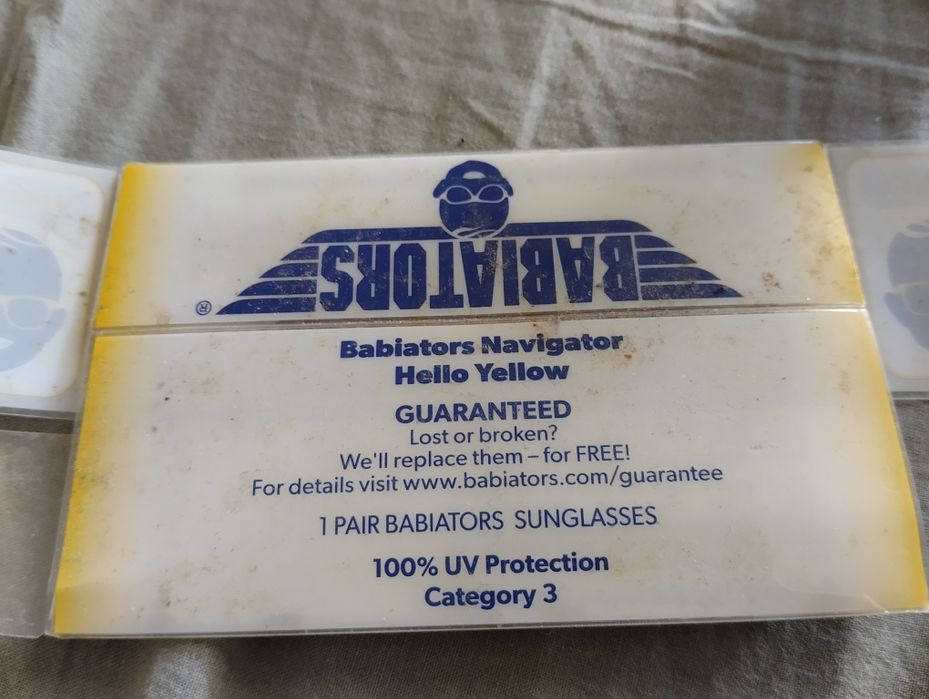 BABIATORS
®
Babiators Navigator
Hello Yellow
GUARANTEED
Lost or broken?
We'll replace them – for FREE!
For details visit www.babiators.com/guarantee
1 PAIR BABIATORS SUNGLASSES
100% UV Protection
Category 3